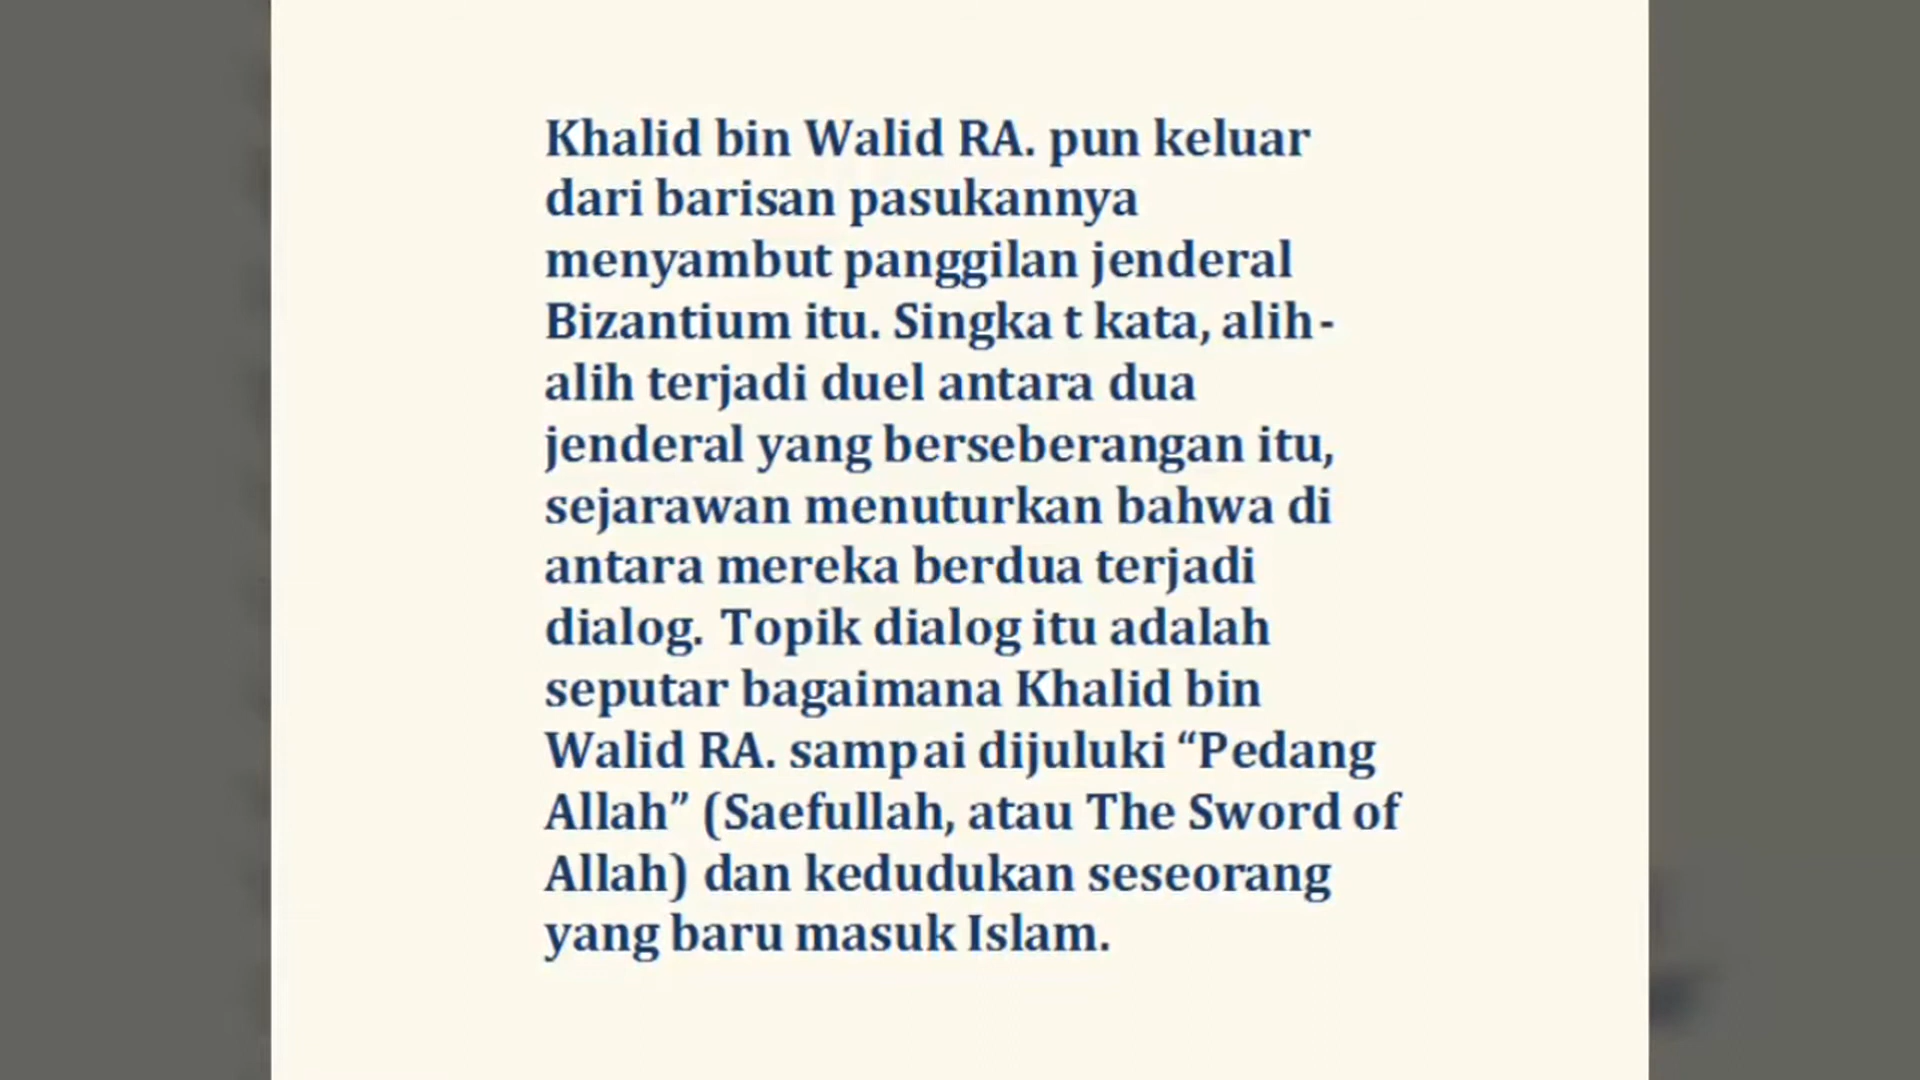 Khalid bin Walid RA. pun keluar
dari barisan pasukannya
menyambut panggilan jenderal
Bizantium itu. Singka t kata, alih-
alih terjadi duel antara dua
jenderal yang berseberangan itu,
sejarawan menuturkan bahwa di
antara mereka berdua terjadi
dialog. Topik dialog itu adalah
seputar bagaimana Khalid bin
Walid RA. sampai dijuluki “Pedang
Allah” (Saefullah, atau The Sword of
Allah) dan kedudukan seseorang
yang baru masuk Islam.